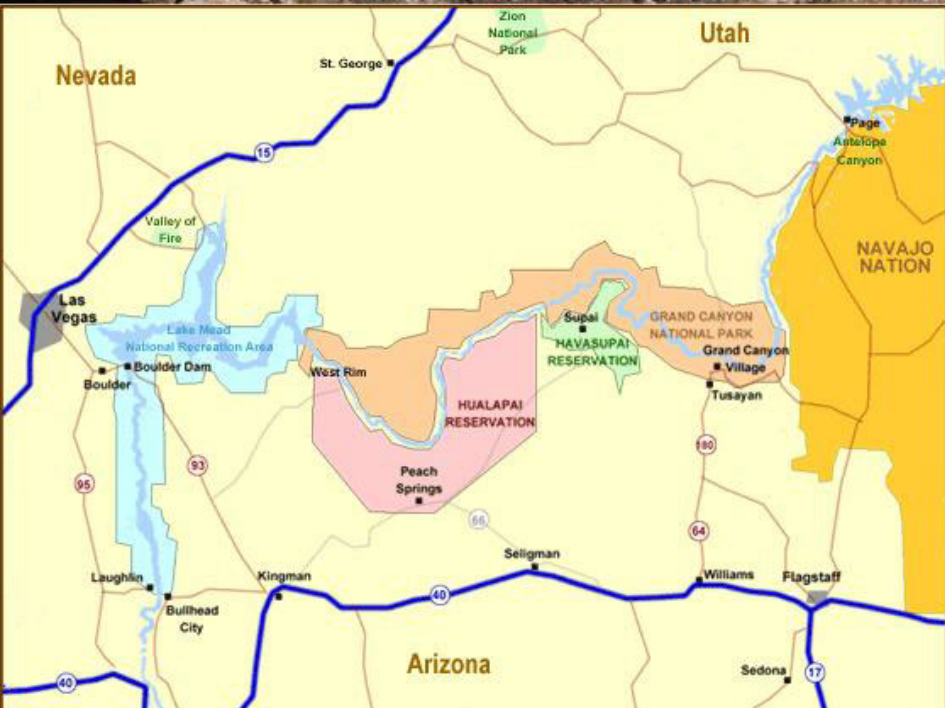 Zion
National
Park
Utah
Nevada
St. George
Page
Antelope
Canyon
15
Valley of
Fire
NAVAJO
NATION
Las
Vegas
Lake Mead
National Recreation Area
Supai
GRAND CANYON
NATIONAL PARK
HAVASUPAI
RESERVATION
Grand Canyon
Village
Boulder Dam
Boulder
West Rim
Tusayan
HUALAPAI
RESERVATION
180
93
95
Peach
Springs
66
64
Seligman
Laughlin
Kingman
Williams
Flagstaff
40
Bullhead
City
Arizona
Sedona
17
40